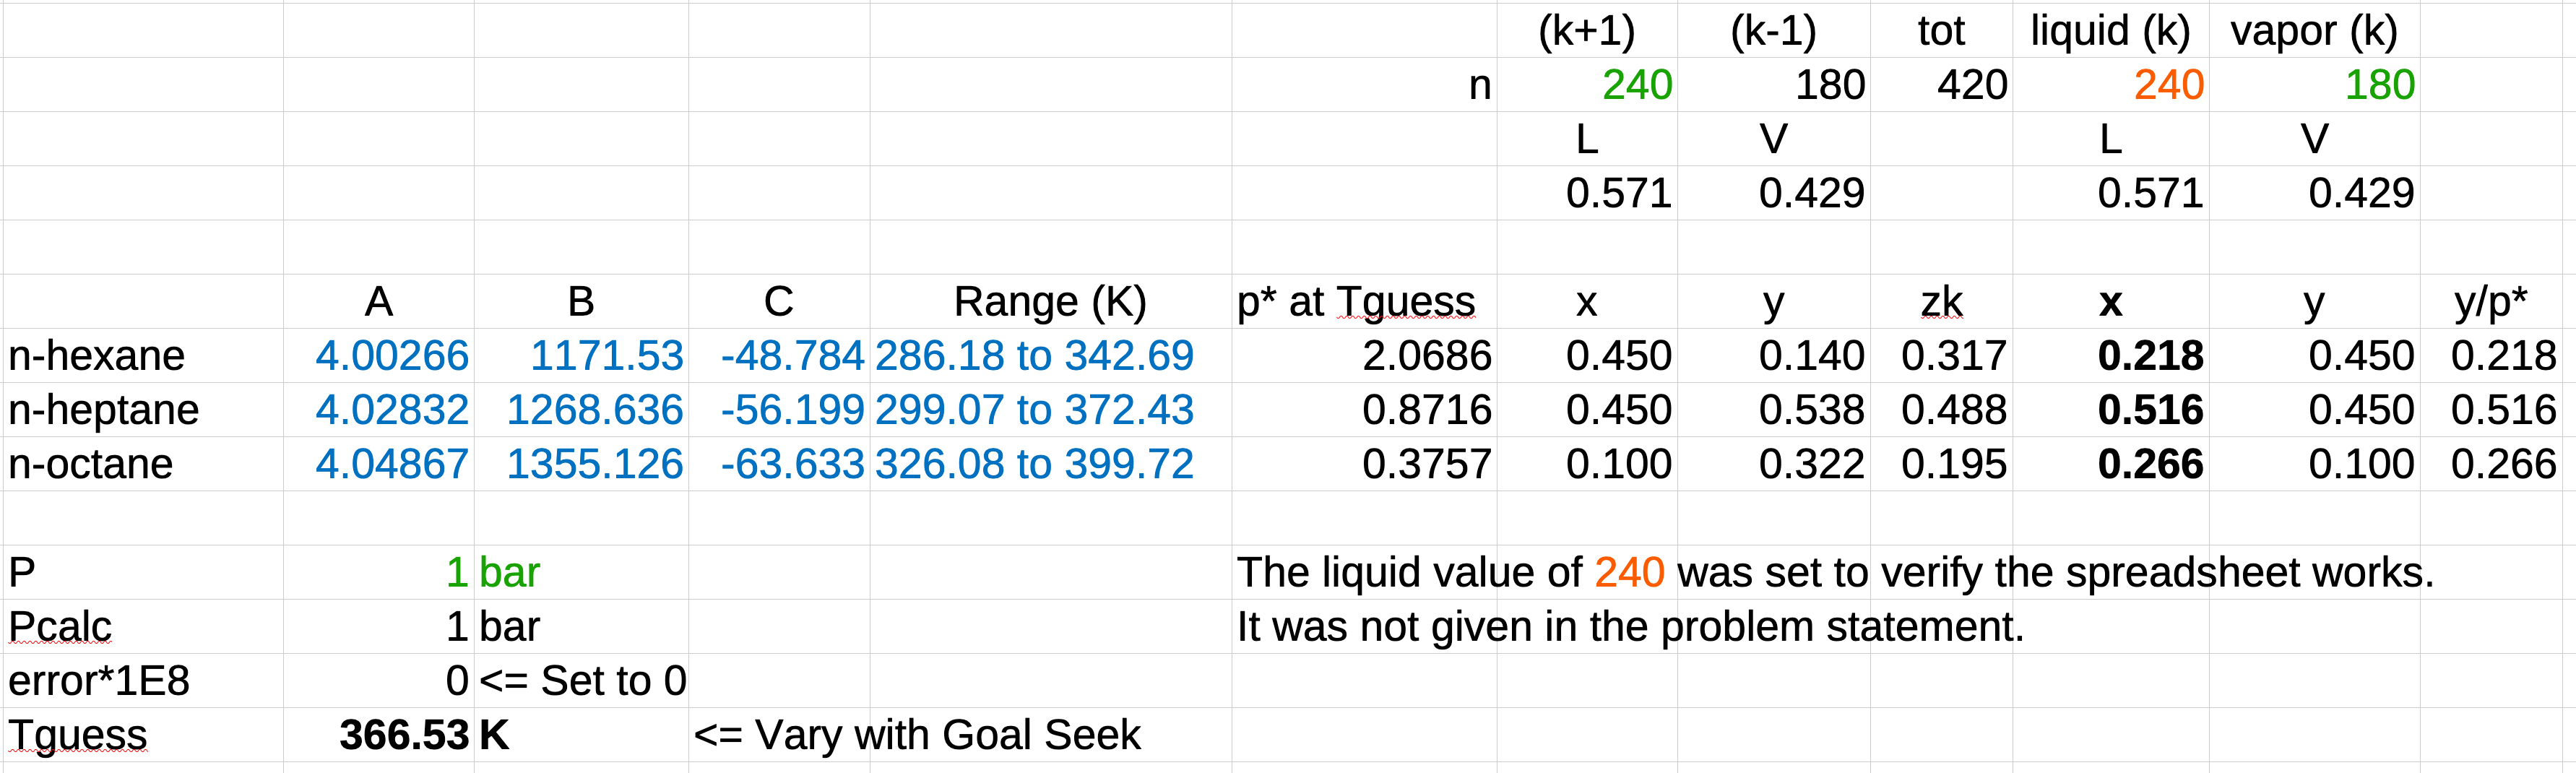 (k+1) (k-1) tot liquid (k) vapor (k)
n 240 180 420 240 180
L V L V
0.571 0.429 0.571 0.429
A B C Range (K) p* at Tguess x y zk x y y/p*
n-hexane 4.00266 1171.53 -48.784 286.18 to 342.69 2.0686 0.450 0.140 0.317 0.218 0.450 0.218
n-heptane 4.02832 1268.636 -56.199 299.07 to 372.43 0.8716 0.450 0.538 0.488 0.516 0.450 0.516
n-octane 4.04867 1355.126 -63.633 326.08 to 399.72 0.3757 0.100 0.322 0.195 0.266 0.100 0.266
P 1 bar The liquid value of 240 was set to verify the spreadsheet works.
Pcalc 1 bar It was not given in the problem statement.
error*1E8 0 <= Set to 0
Tguess 366.53 K <= Vary with Goal Seek